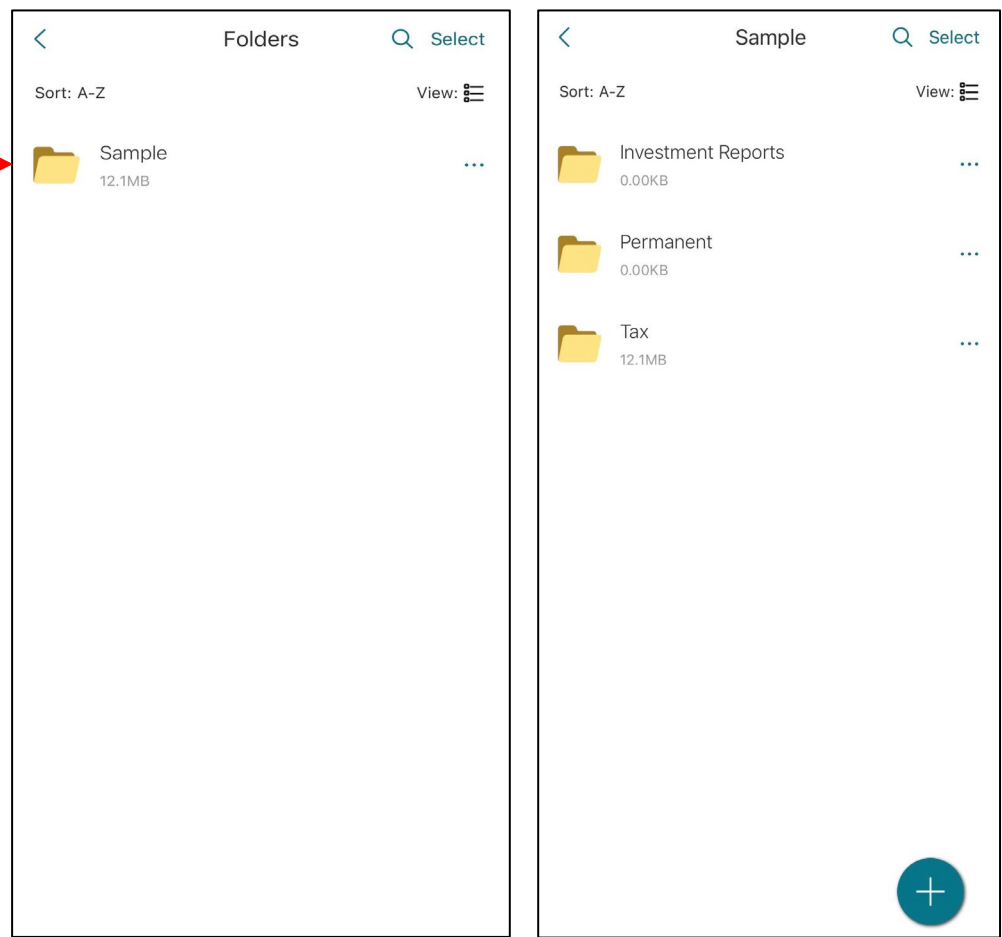 Folders
Select
Sort: A-Z
View:
Sample
12.1MB
Sample
Select
Sort: A-Z
View:
Investment Reports
0.00KB
Permanent
0.00KB
Tax
12.1MB